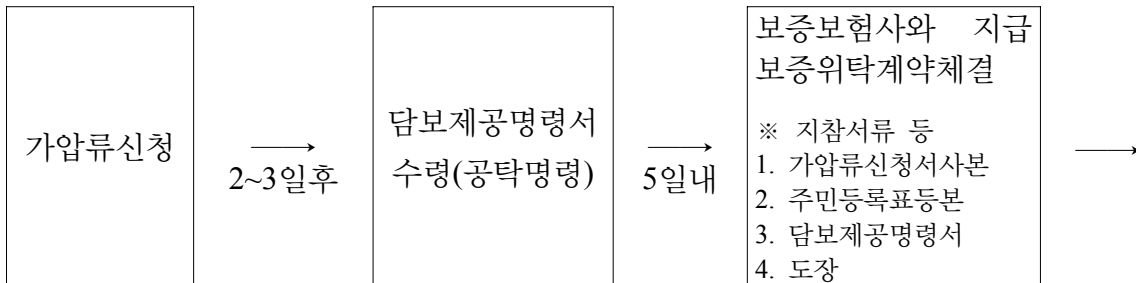 가압류신청
⟶
2~3일후
담보제공명령서
수령(공탁명령)
⟶
5일내
보증보험사와 지급
보증위탁계약체결
※ 지참서류 등
1. 가압류신청서사본
2. 주민등록표등본
3. 담보제공명령서
4. 도장
⟶